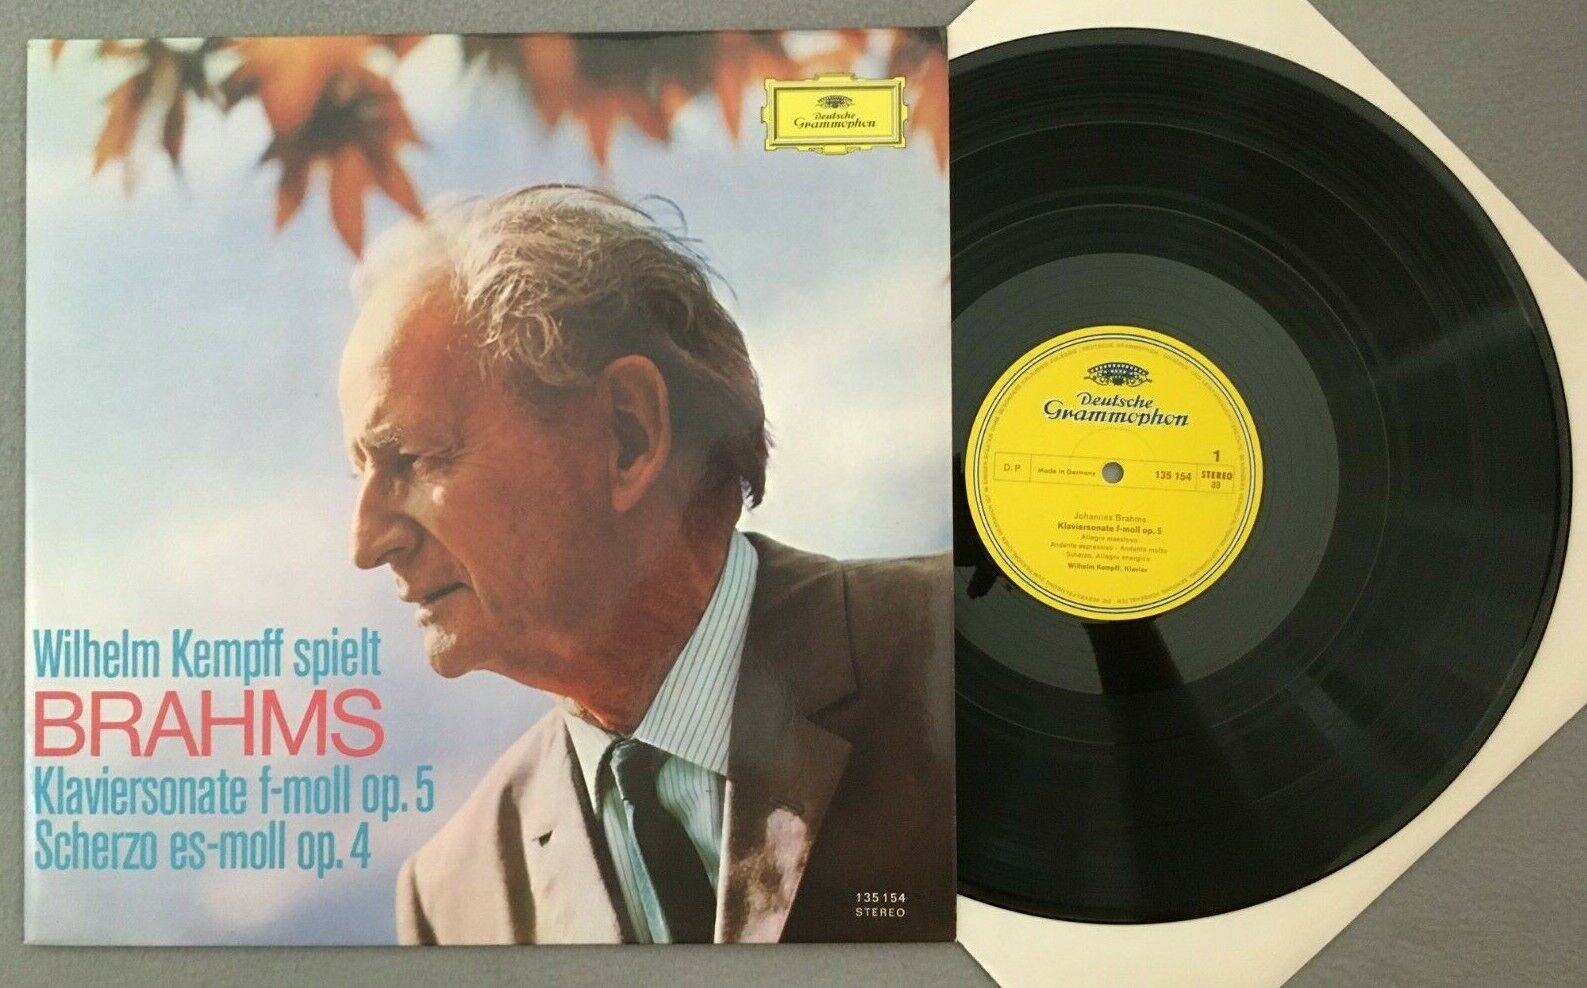 Deutsche
Grammophon
Wilhelm Kempff spielt
BRAHMS
Klaviersonate f-moll op. 5
Scherzo es-moll op. 4
135 154
STEREO
Deutsche
Grammophon
1
D. P. Made in Germany 135 154 STEREO
33
Johannes Brahms
Klaviersonate f-moll op. 5
Allegro maestoso
Andante espressivo - Andante molto
Scherzo. Allegro energico
Wilhelm Kempff, Klavier